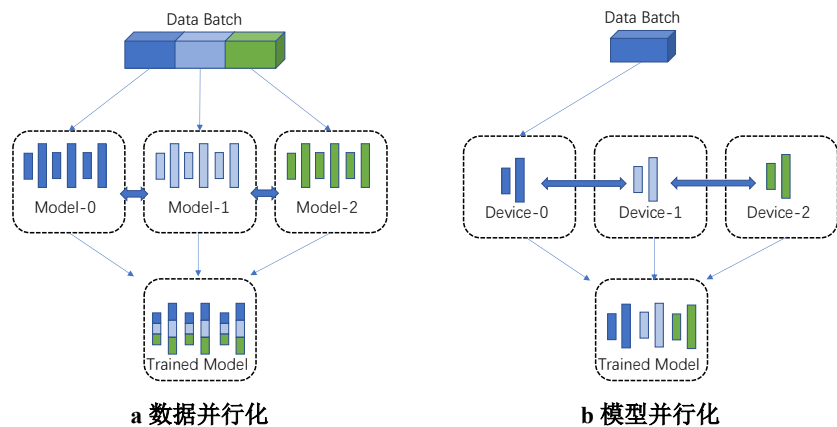 Data Batch
Model-0
Model-1
Model-2
Trained Model
a 数据并行化
Data Batch
Device-0
Device-1
Device-2
Trained Model
b 模型并行化